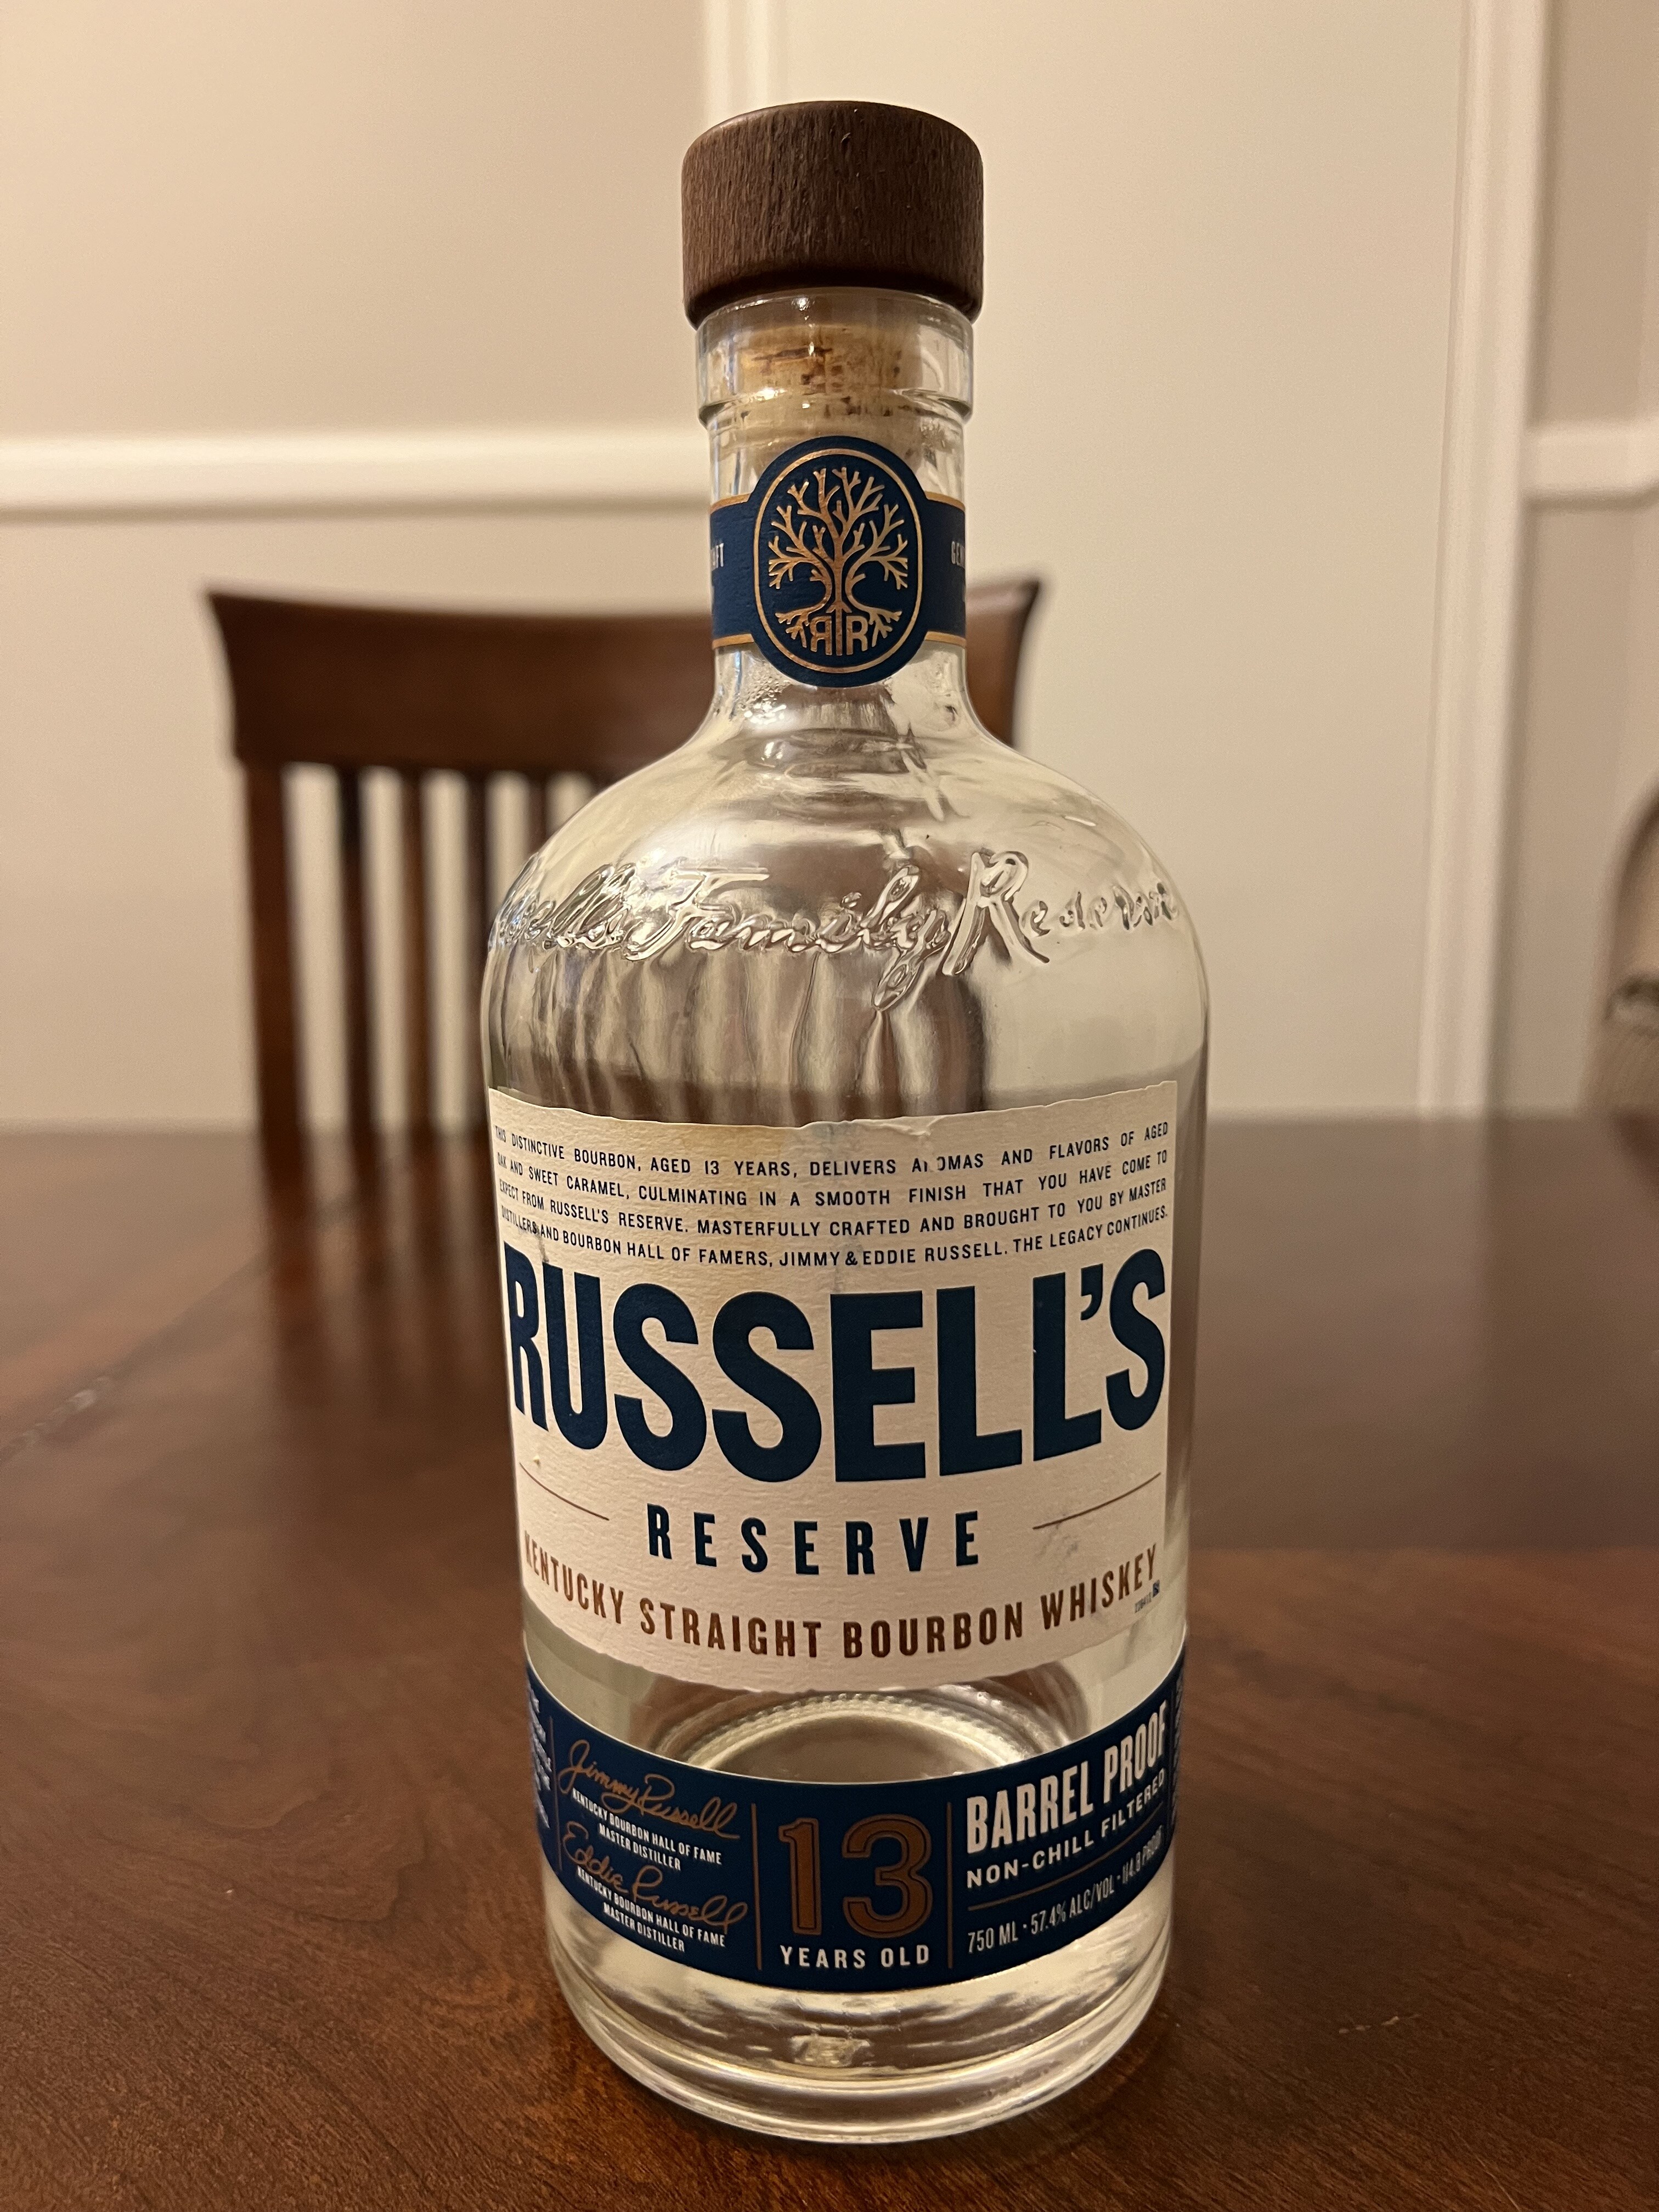 RR
Family Reserve
THIS DISTINCTIVE BOURBON, AGED 13 YEARS, DELIVERS AROMAS AND FLAVORS OF AGED
OAK AND SWEET CARAMEL, CULMINATING IN A SMOOTH FINISH THAT YOU HAVE COME TO
EXPECT FROM RUSSELL'S RESERVE. MASTERFULLY CRAFTED AND BROUGHT TO YOU BY MASTER
DISTILLERS AND BOURBON HALL OF FAMERS, JIMMY & EDDIE RUSSELL. THE LEGACY CONTINUES.
RUSSELL'S
RESERVE
KENTUCKY STRAIGHT BOURBON WHISKEY
Jimmy Russell
KENTUCKY BOURBON HALL OF FAME
MASTER DISTILLER
Eddie Russell
KENTUCKY BOURBON HALL OF FAME
MASTER DISTILLER
13
YEARS OLD
BARREL PROOF
NON-CHILL FILTERED
750 ML · 57.4% ALC/VOL · 114.8 PROOF